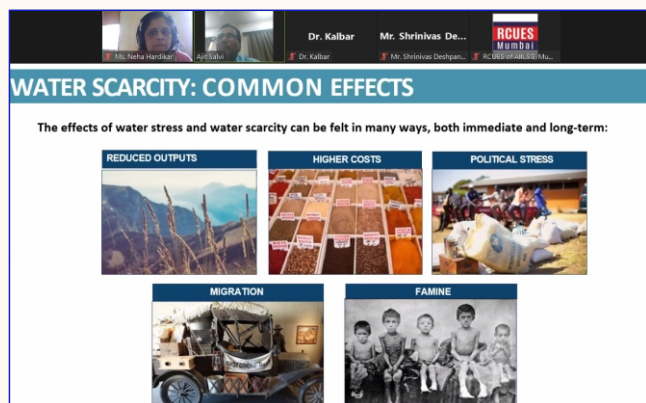 Dr. Kalbar
Mr. Shrinivas De...
RCUES
Mumbai
Ms. Neha Hardikar
Ajit Salvi
Dr. Kalbar
Mr. Shrinivas Deshpan...
RCUES of AIILSG, Mu...
WATER SCARCITY: COMMON EFFECTS
The effects of water stress and water scarcity can be felt in many ways, both immediate and long-term:
REDUCED OUTPUTS
HIGHER COSTS
POLITICAL STRESS
MIGRATION
FAMINE